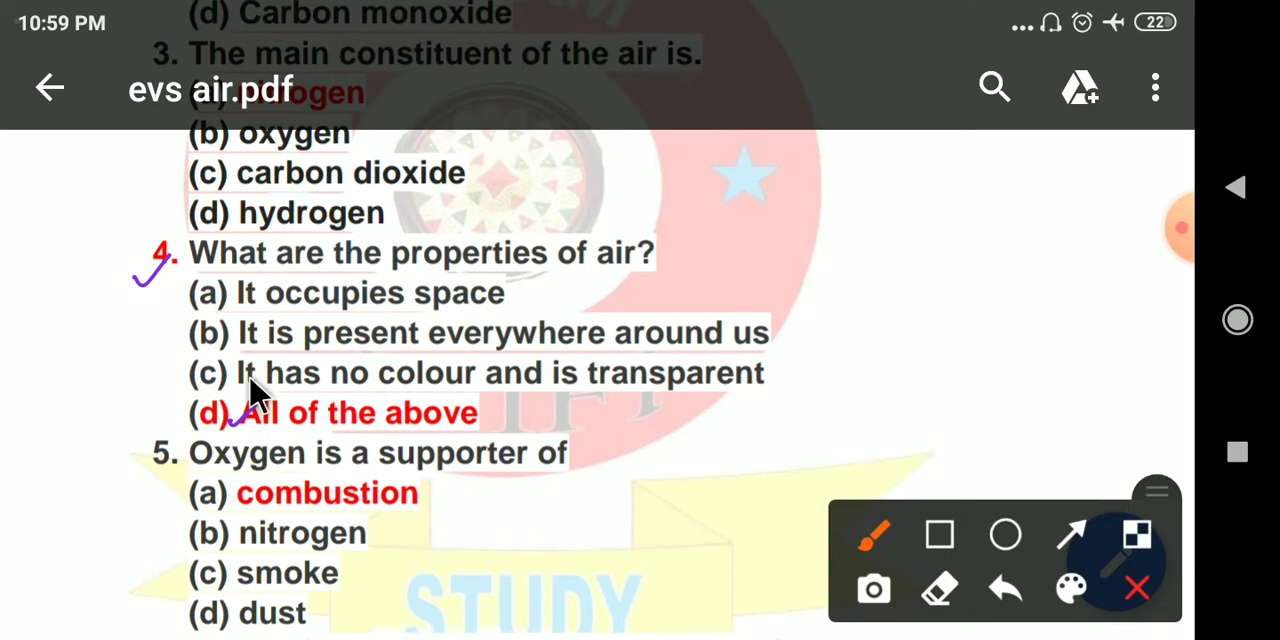 10:59 PM
22
(d) Carbon monoxide
3. The main constituent of the air is.
evs air.pdf
(b) oxygen
(c) carbon dioxide
(d) hydrogen
4. What are the properties of air?
(a) It occupies space
(b) It is present everywhere around us
(c) It has no colour and is transparent
(d) All of the above
5. Oxygen is a supporter of
(a) combustion
(b) nitrogen
(c) smoke
(d) dust
STUDY